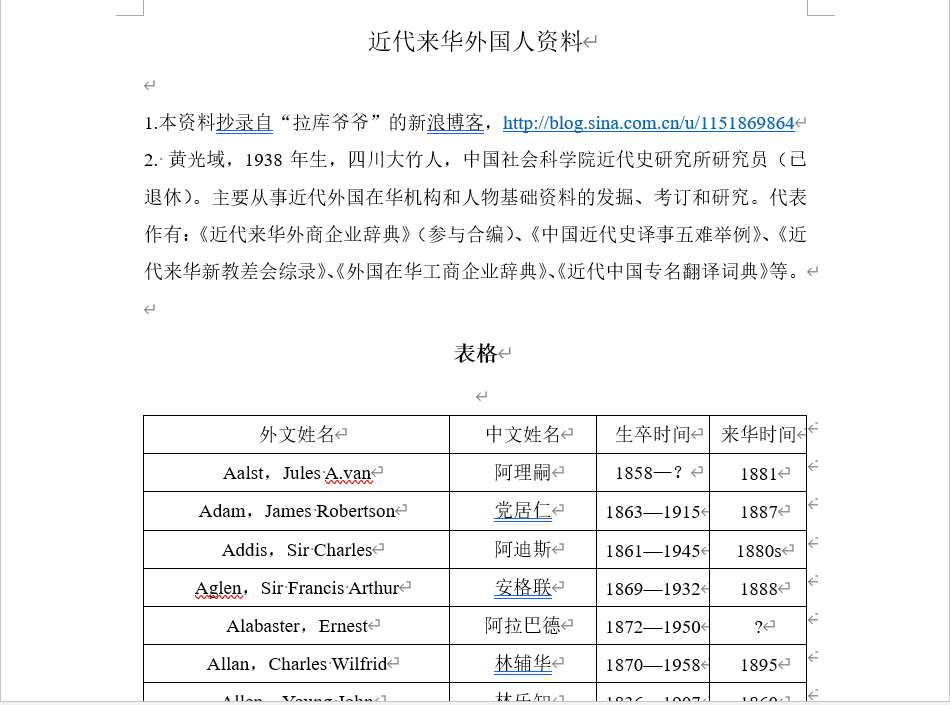 近代来华外国人资料
1.本资料抄录自“拉库爷爷”的新浪博客，http://blog.sina.com.cn/u/1151869864
2. 黄光域，1938 年生，四川大竹人，中国社会科学院近代史研究所研究员（已
退休）。主要从事近代外国在华机构和人物基础资料的发掘、考订和研究。代表
作有：《近代来华外商企业辞典》（参与合编）、《中国近代史译事五难举例》、《近
代来华新教差会综录》、《外国在华工商企业辞典》、《近代中国专名翻译词典》等。
表格
外文姓名 中文姓名 生卒时间 来华时间
Aalst，Jules A.van 阿理嗣 1858—？ 1881
Adam，James Robertson 党居仁 1863—1915 1887
Addis，Sir Charles 阿迪斯 1861—1945 1880s
Aglen，Sir Francis Arthur 安格联 1869—1932 1888
Alabaster，Ernest 阿拉巴德 1872—1950 ?
Allan，Charles Wilfrid 林辅华 1870—1958 1895
Allen，Young John 林乐知 1836—1907 1860